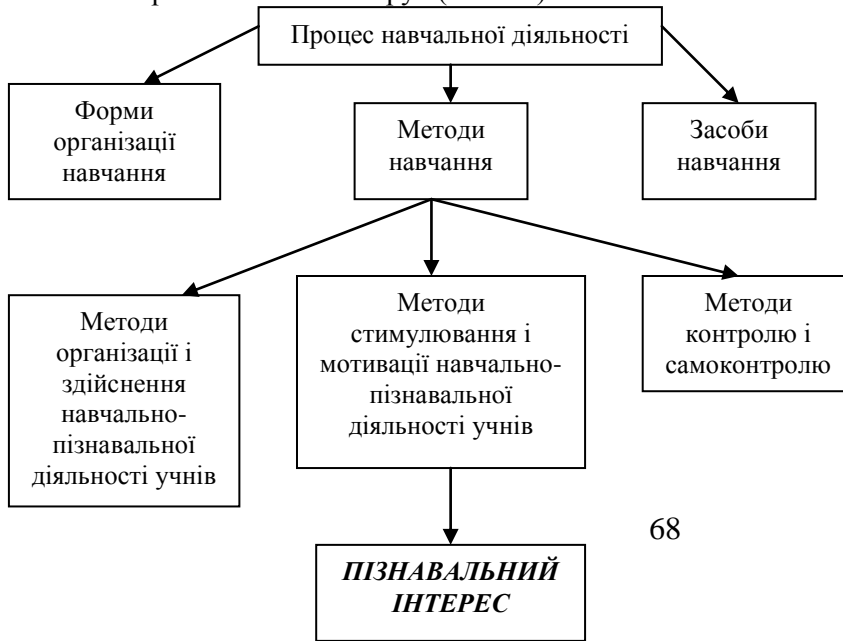 Процес навчальної діяльності
Форми
організації
навчання
Методи
навчання
Засоби
навчання
Методи
організації і
здійснення
навчально-
пізнавальної
діяльності учнів
Методи
стимулювання і
мотивації навчально-
пізнавальної
діяльності учнів
Методи
контролю і
самоконтролю
68
ПІЗНАВАЛЬНИЙ
ІНТЕРЕС